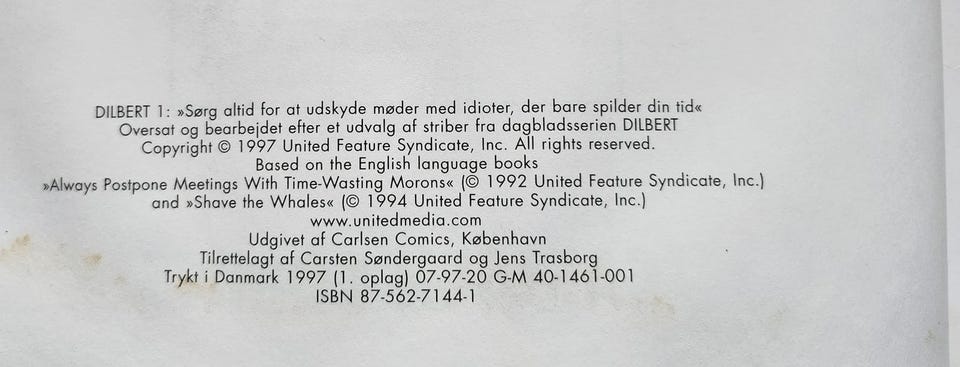 DILBERT 1: »Sørg altid for at udskyde møder med idioter, der bare spilder din tid«
Oversat og bearbejdet efter et udvalg af striber fra dagbladsserien DILBERT
Copyright © 1997 United Feature Syndicate, Inc. All rights reserved.
Based on the English language books
»Always Postpone Meetings With Time-Wasting Morons« (© 1992 United Feature Syndicate, Inc.)
and »Shave the Whales« (© 1994 United Feature Syndicate, Inc.)
www.unitedmedia.com
Udgivet af Carlsen Comics, København
Tilrettelagt af Carsten Søndergaard og Jens Trasborg
Trykt i Danmark 1997 (1. oplag) 07-97-20 G-M 40-1461-001
ISBN 87-562-7144-1